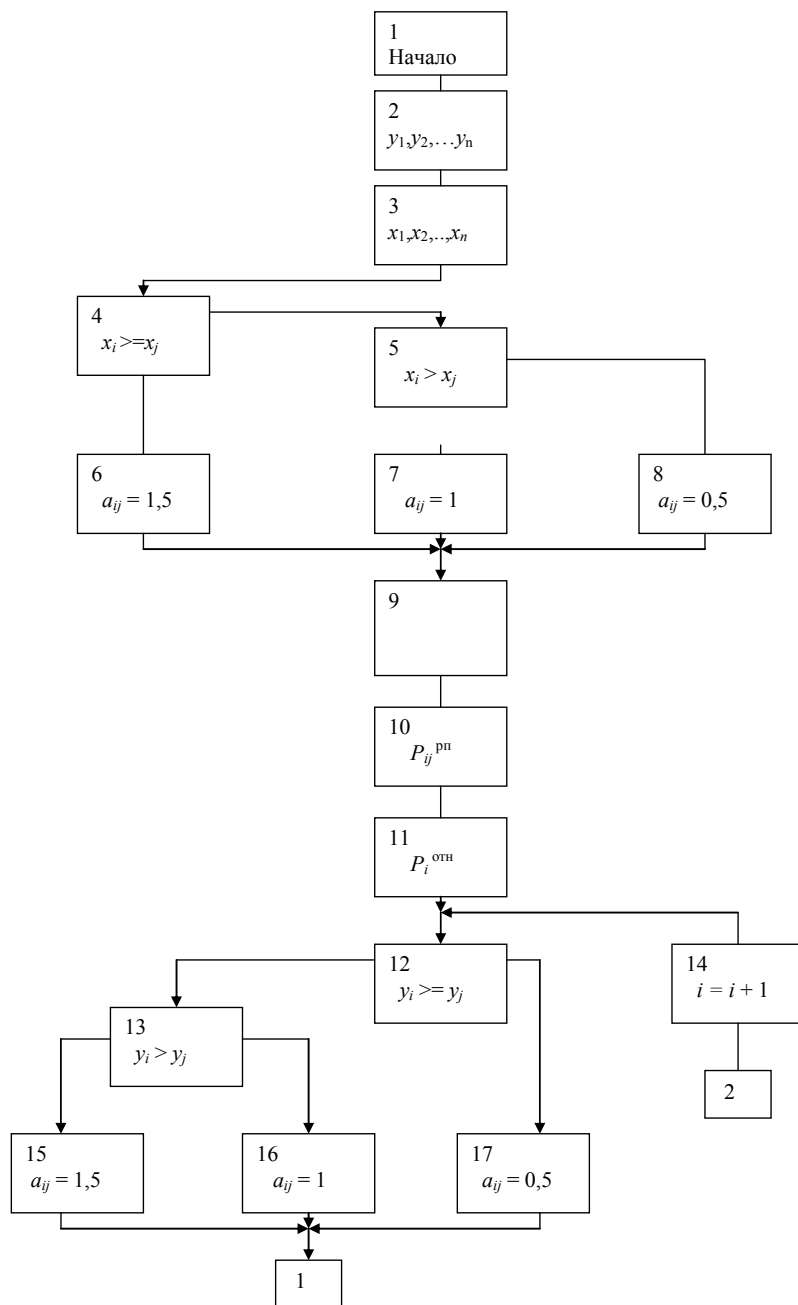 1
Начало
2
y₁,y₂,…yₙ
3
x₁,x₂,..,xₙ
4
xᵢ >=xⱼ
5
xᵢ > xⱼ
6
aᵢⱼ = 1,5
7
aᵢⱼ = 1
8
aᵢⱼ = 0,5
9
10
Pᵢⱼ рп
11
Pᵢ отн
12
yᵢ >= yⱼ
14
i = i + 1
13
yᵢ > yⱼ
2
15
aᵢⱼ = 1,5
16
aᵢⱼ = 1
17
aᵢⱼ = 0,5
1